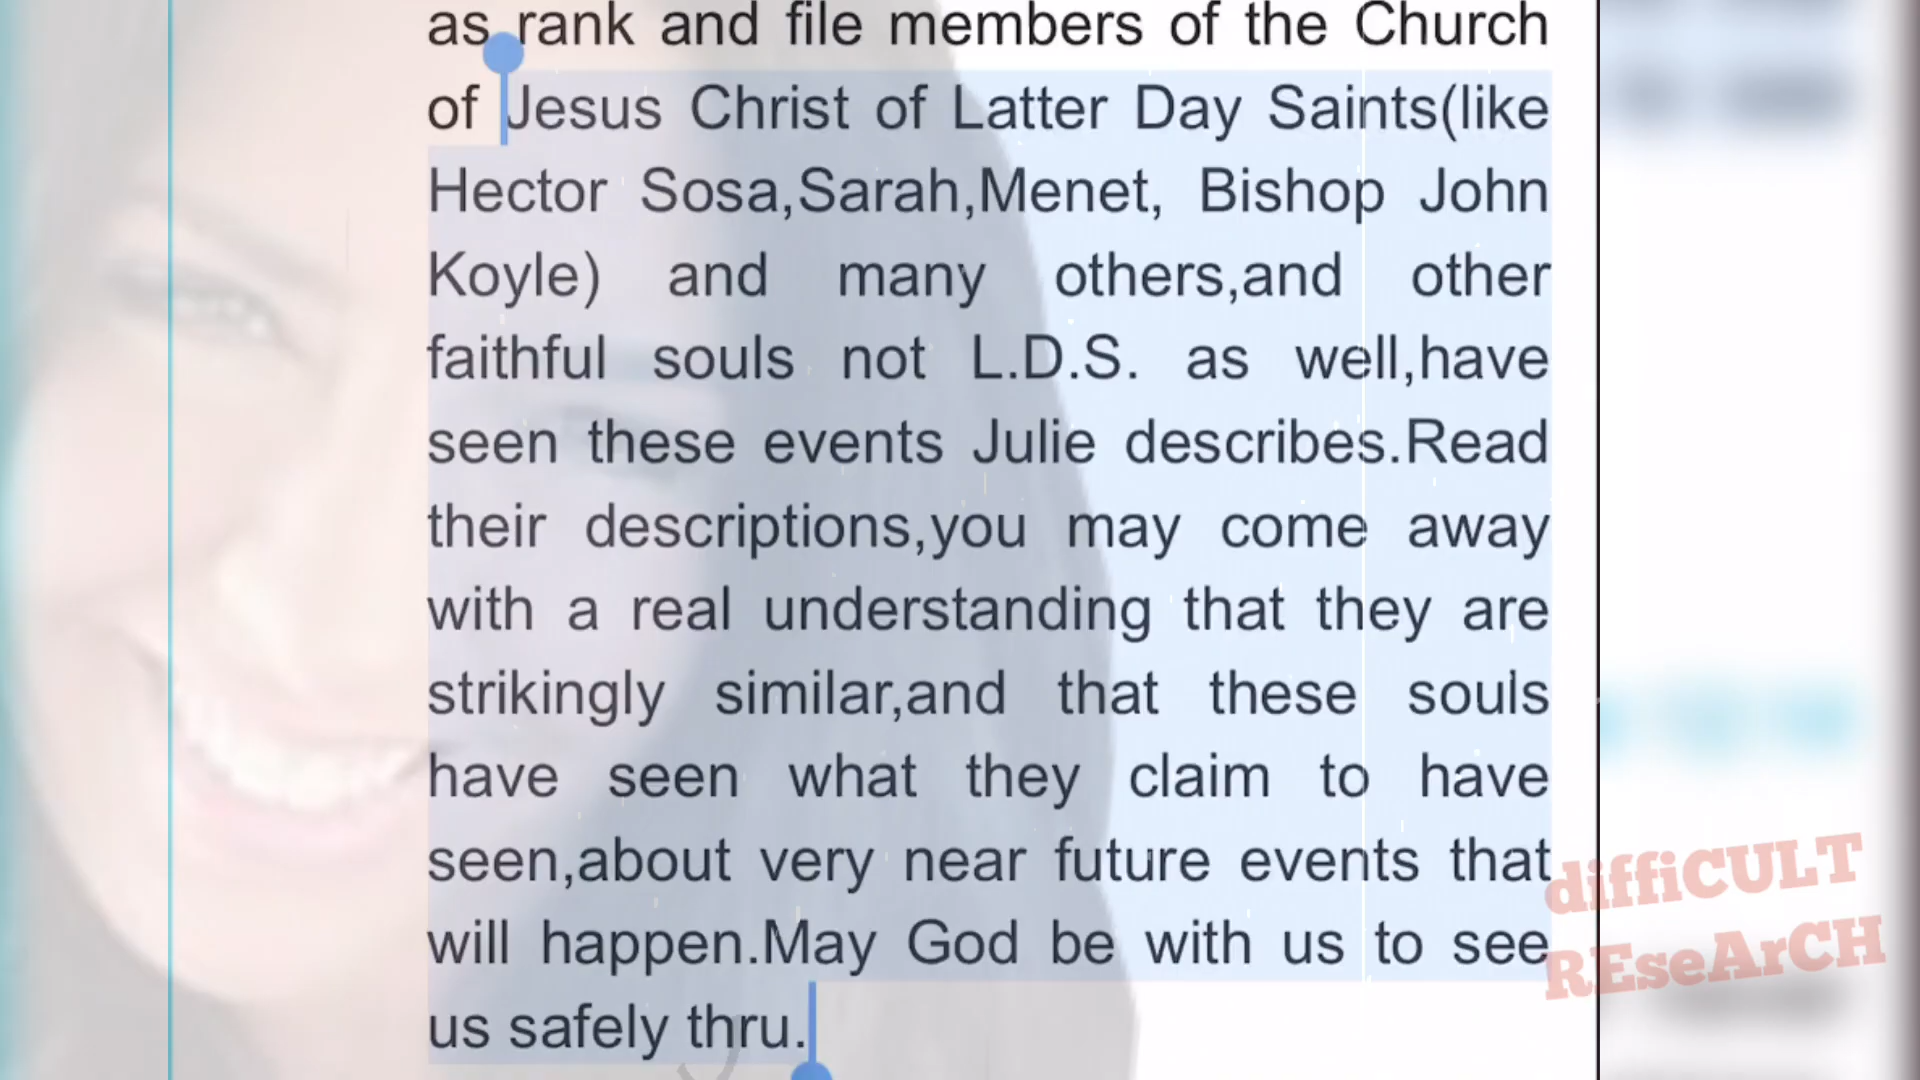 as rank and file members of the Church
of Jesus Christ of Latter Day Saints(like
Hector Sosa,Sarah,Menet, Bishop John
Koyle) and many others,and other
faithful souls not L.D.S. as well,have
seen these events Julie describes.Read
their descriptions,you may come away
with a real understanding that they are
strikingly similar,and that these souls
have seen what they claim to have
seen,about very near future events that
will happen.May God be with us to see
us safely thru.
diffiCULT
REseArCH